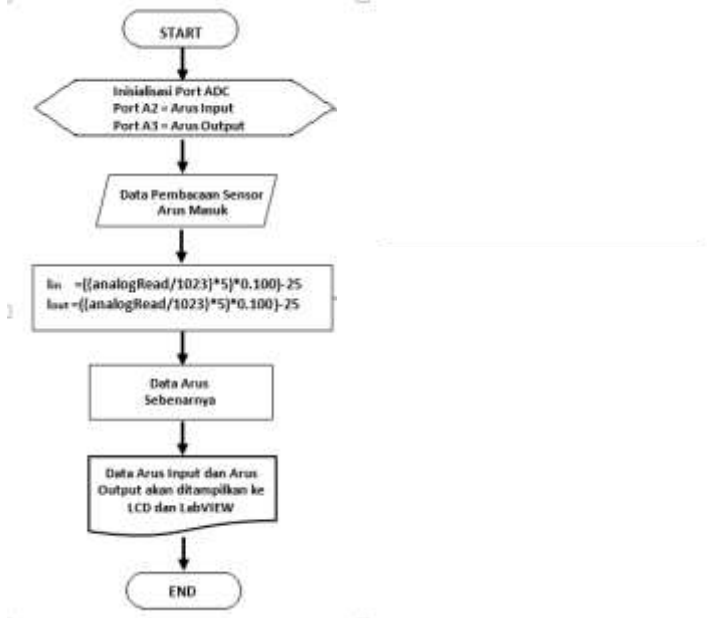 START
Inisialisasi Port ADC
Port A2 = Arus Input
Port A3 = Arus Output
Data Pembacaan Sensor
Arus Masuk
Iin =((analogRead/1023)*5)*0.100)-25
Iout =((analogRead/1023)*5)*0.100)-25
Data Arus
Sebenarnya
Data Arus Input dan Arus
Output akan ditampilkan ke
LCD dan LabVIEW
END